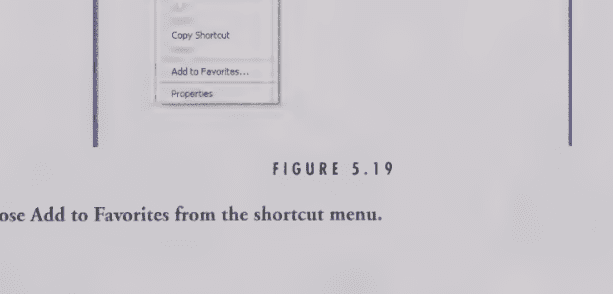 Copy Shortcut
Add to Favorites...
Properties
FIGURE 5.19
ose Add to Favorites from the shortcut menu.